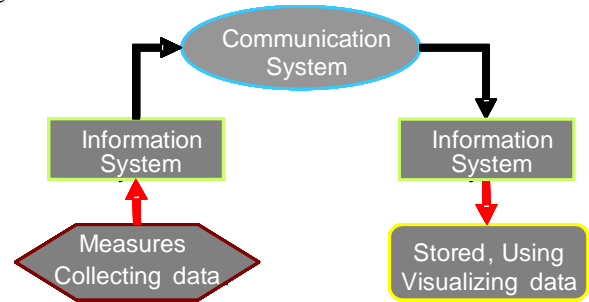 Communication
System
Information
System
Information
System
Measures
Collecting data
Stored, Using
Visualizing data